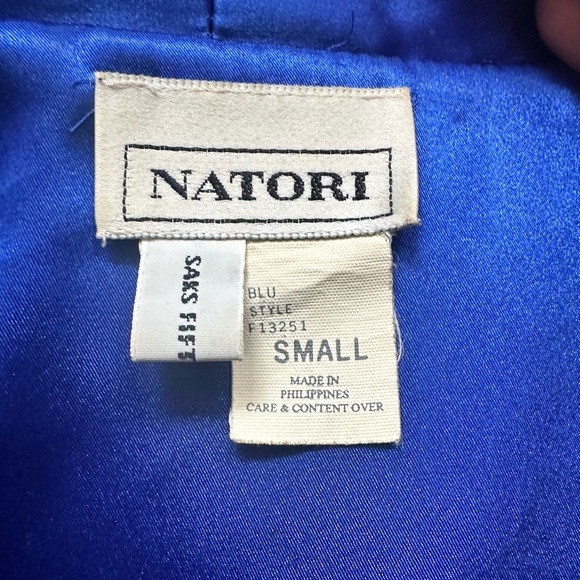 NATORI
SAKS FIFT
BLU
STYLE
F13251
SMALL
MADE IN
PHILIPPINES
CARE & CONTENT OVER